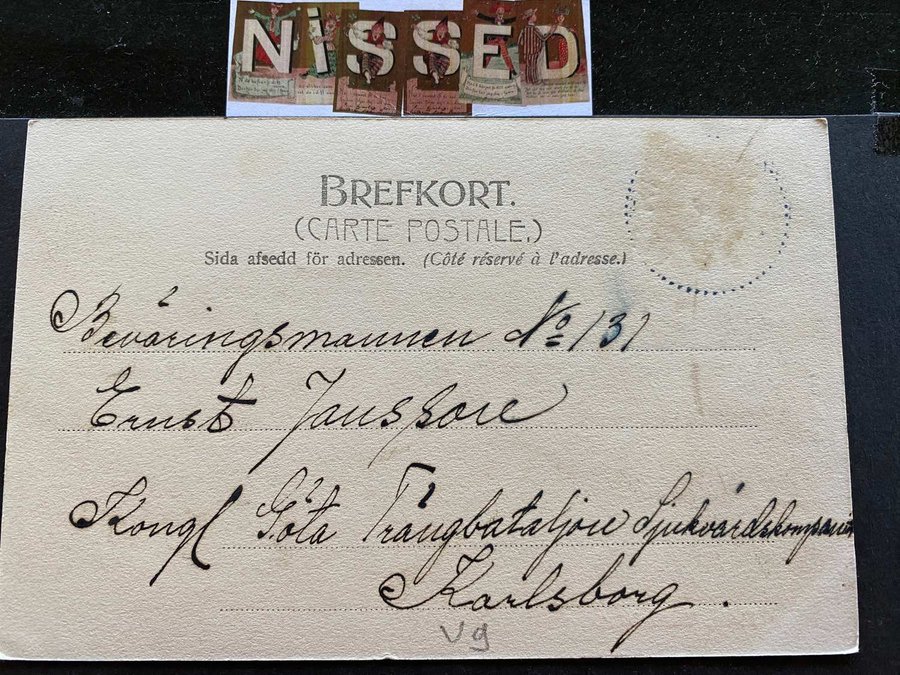 NiSSED
BREFKORT.
(CARTE POSTALE.)
Sida afsedd för adressen. (Côté réservé à l'adresse.)
Beväringsmannen No 131
Ernst Jansson
Kongl Göta Trängbataljon Sjukvårdskompani
Karlsborg.
Vg